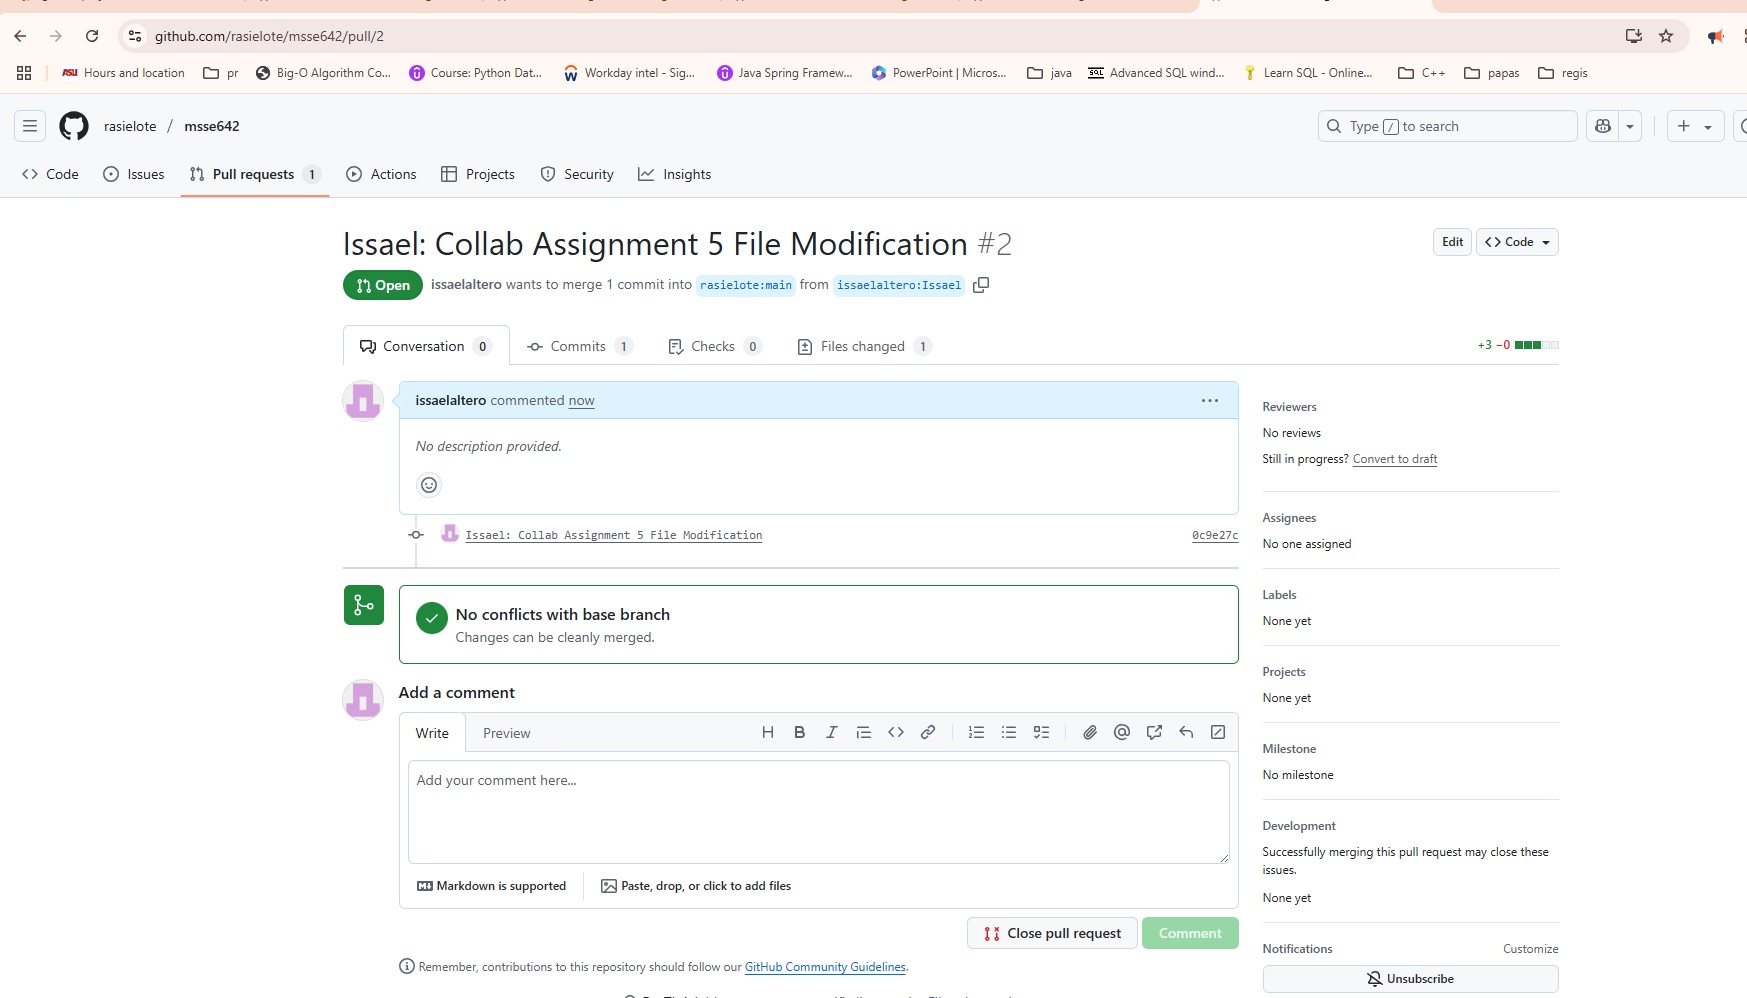 github.com/rasielote/msse642/pull/2
ASU Hours and location
pr
Big-O Algorithm Co...
Course: Python Dat...
Workday intel - Sig...
Java Spring Framew...
PowerPoint | Micros...
java
SQL Advanced SQL wind...
Learn SQL - Online...
C++
papas
regis
rasielote / msse642
Type / to search
Code
Issues
Pull requests 1
Actions
Projects
Security
Insights
Issael: Collab Assignment 5 File Modification #2
Edit
<> Code
Open
issaelaltero wants to merge 1 commit into rasielote:main from issaelaltero:Issael
Conversation 0
Commits 1
Checks 0
Files changed 1
+3 −0
issaelaltero commented now
No description provided.
Issael: Collab Assignment 5 File Modification 0c9e27c
No conflicts with base branch
Changes can be cleanly merged.
Add a comment
Write
Preview
Add your comment here...
Markdown is supported
Paste, drop, or click to add files
Close pull request
Comment
Remember, contributions to this repository should follow our GitHub Community Guidelines.
Reviewers
No reviews
Still in progress? Convert to draft
Assignees
No one assigned
Labels
None yet
Projects
None yet
Milestone
No milestone
Development
Successfully merging this pull request may close these
issues.
None yet
Notifications
Customize
Unsubscribe